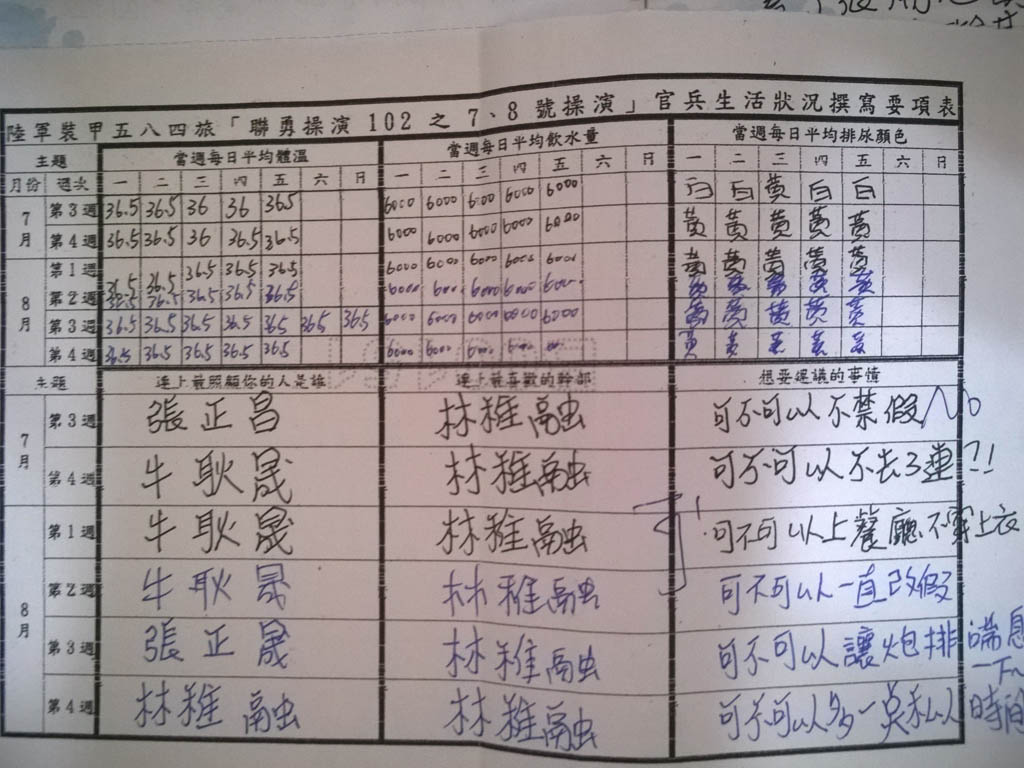 陸軍裝甲五八四旅「聯勇操演 102 之 7、8 號操演」官兵生活狀況撰寫要項表
主題 當週每日平均體溫 當週每日平均飲水量 當週每日平均排尿顏色
月份 週次 一 二 三 四 五 六 日 一 二 三 四 五 六 日 一 二 三 四 五 六 日
7月 第3週 36.5 36.5 36 36 36.5 6000 6000 6000 6000 6000 白 白 黃 白 白
第4週 36.5 36.5 36 36.5 36.5 6000 6000 6000 6000 6000 黃 黃 黃 黃 黃
8月 第1週 36.5 36.5 36.5 36.5 36.5 6000 6000 6000 6000 6000 黃 黃 黃 黃 黃
第2週 36.5 36.5 36.5 36.5 36.5 6000 6000 6000 6000 6000 黃 黃 黃 黃 黃
第3週 36.5 36.5 36.5 36.5 36.5 36.5 36.5 6000 6000 6000 6000 6000 黃 黃 黃 黃 黃
第4週 36.5 36.5 36.5 36.5 36.5 6000 6000 6000 黃 黃 黃 黃
主題 連上最照顧你的人是誰 連上最喜歡的幹部 想要建議的事情
7月 第3週 張正昌 林稚融 可不可以不禁假
第4週 牛耿晟 林稚融 可不可以不去3連?!
8月 第1週 牛耿晟 林稚融 可不可以上餐廳不穿上衣
第2週 牛耿晟 林稚融 可不可以一直改假
第3週 張正晟 林稚融 可不可以讓炮排喘息一下
第4週 林稚融 林稚融 可不可以多一點私人時間